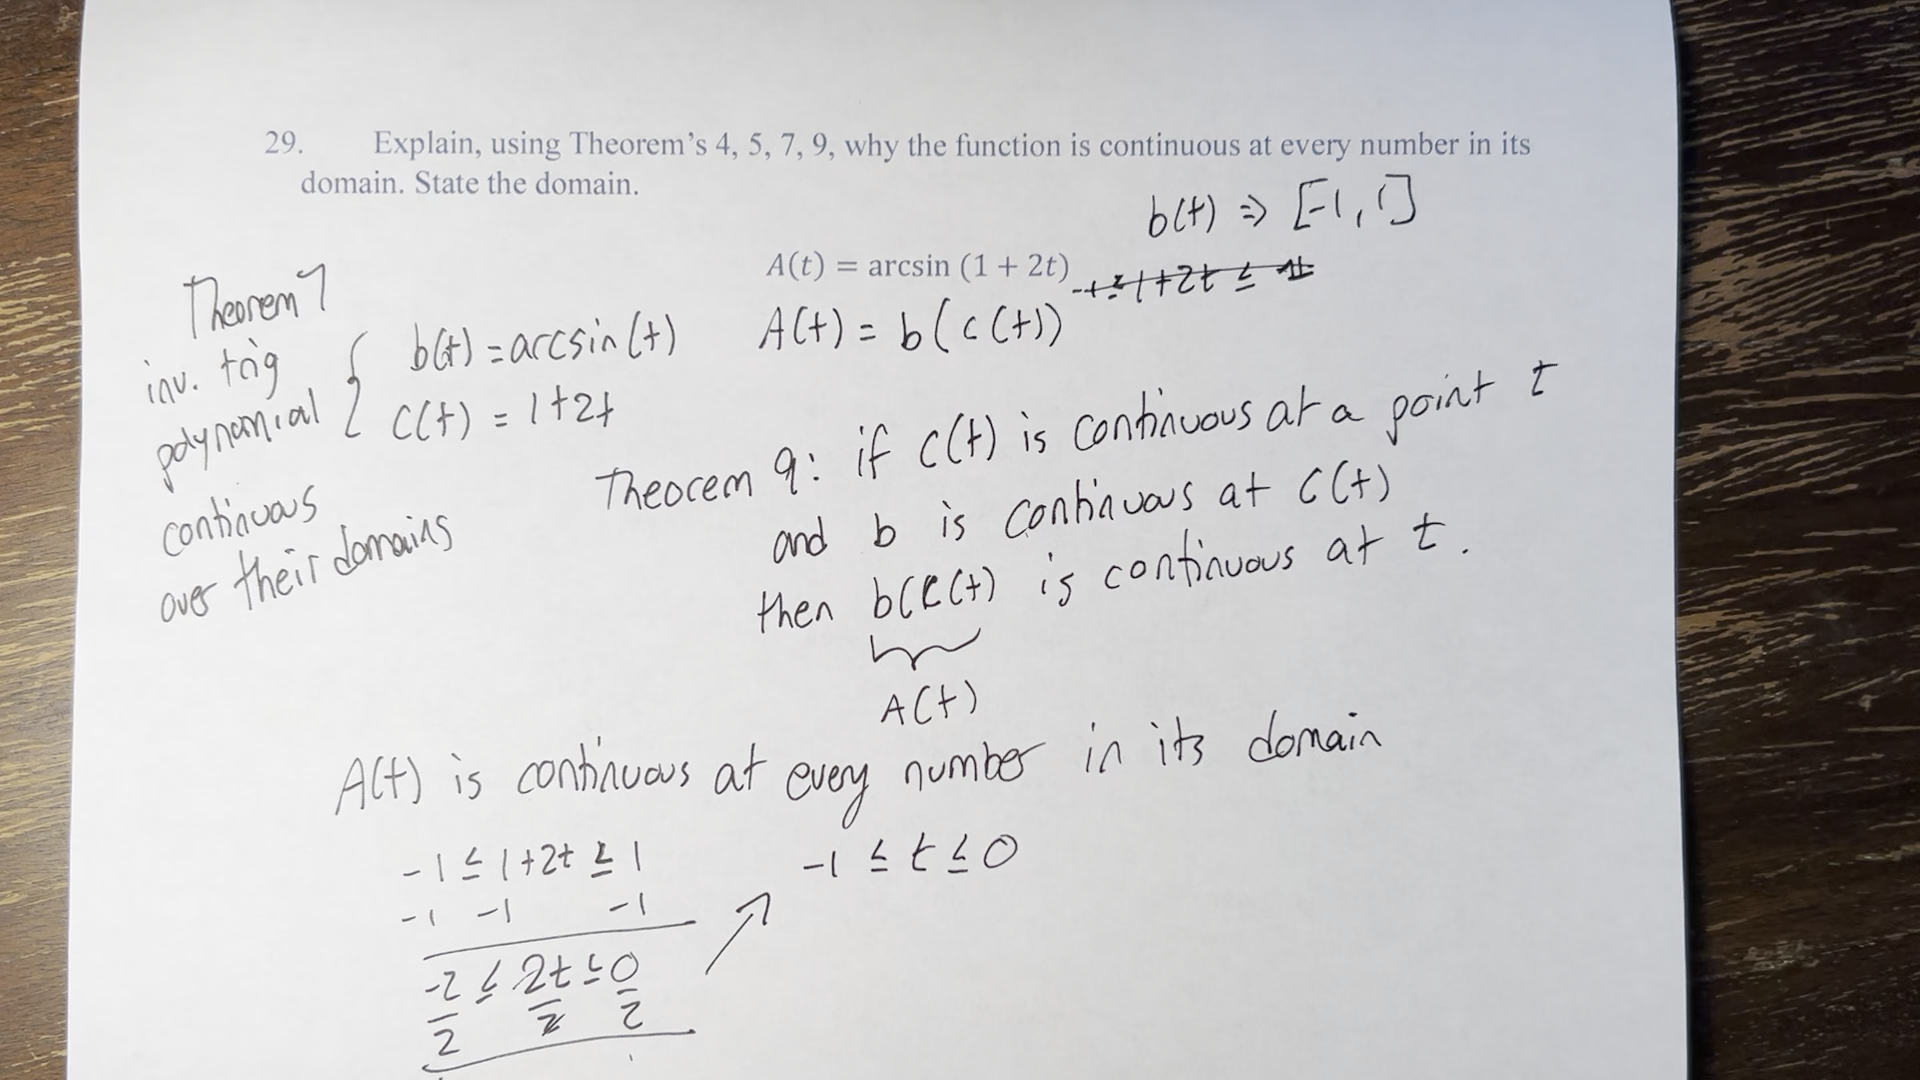 29. Explain, using Theorem’s 4, 5, 7, 9, why the function is continuous at every number in its
domain. State the domain.
b(t) => [-1, 1]
A(t) = arcsin (1 + 2t)
-1 ≤ 1+2t ≤ 1
Theorem 7
inv. trig { b(t) = arcsin(t)
A(t) = b(c(t))
polynomial c(t) = 1+2t
continuous
over their domains
Theorem 9: if c(t) is continuous at a point t
and b is continuous at c(t)
then b(c(t) is continuous at t.
A(t)
A(t) is continuous at every number in its domain
-1 ≤ 1+2t ≤ 1
-1 -1 -1
-2 ≤ 2t ≤ 0
2 2 2
-1 ≤ t ≤ 0